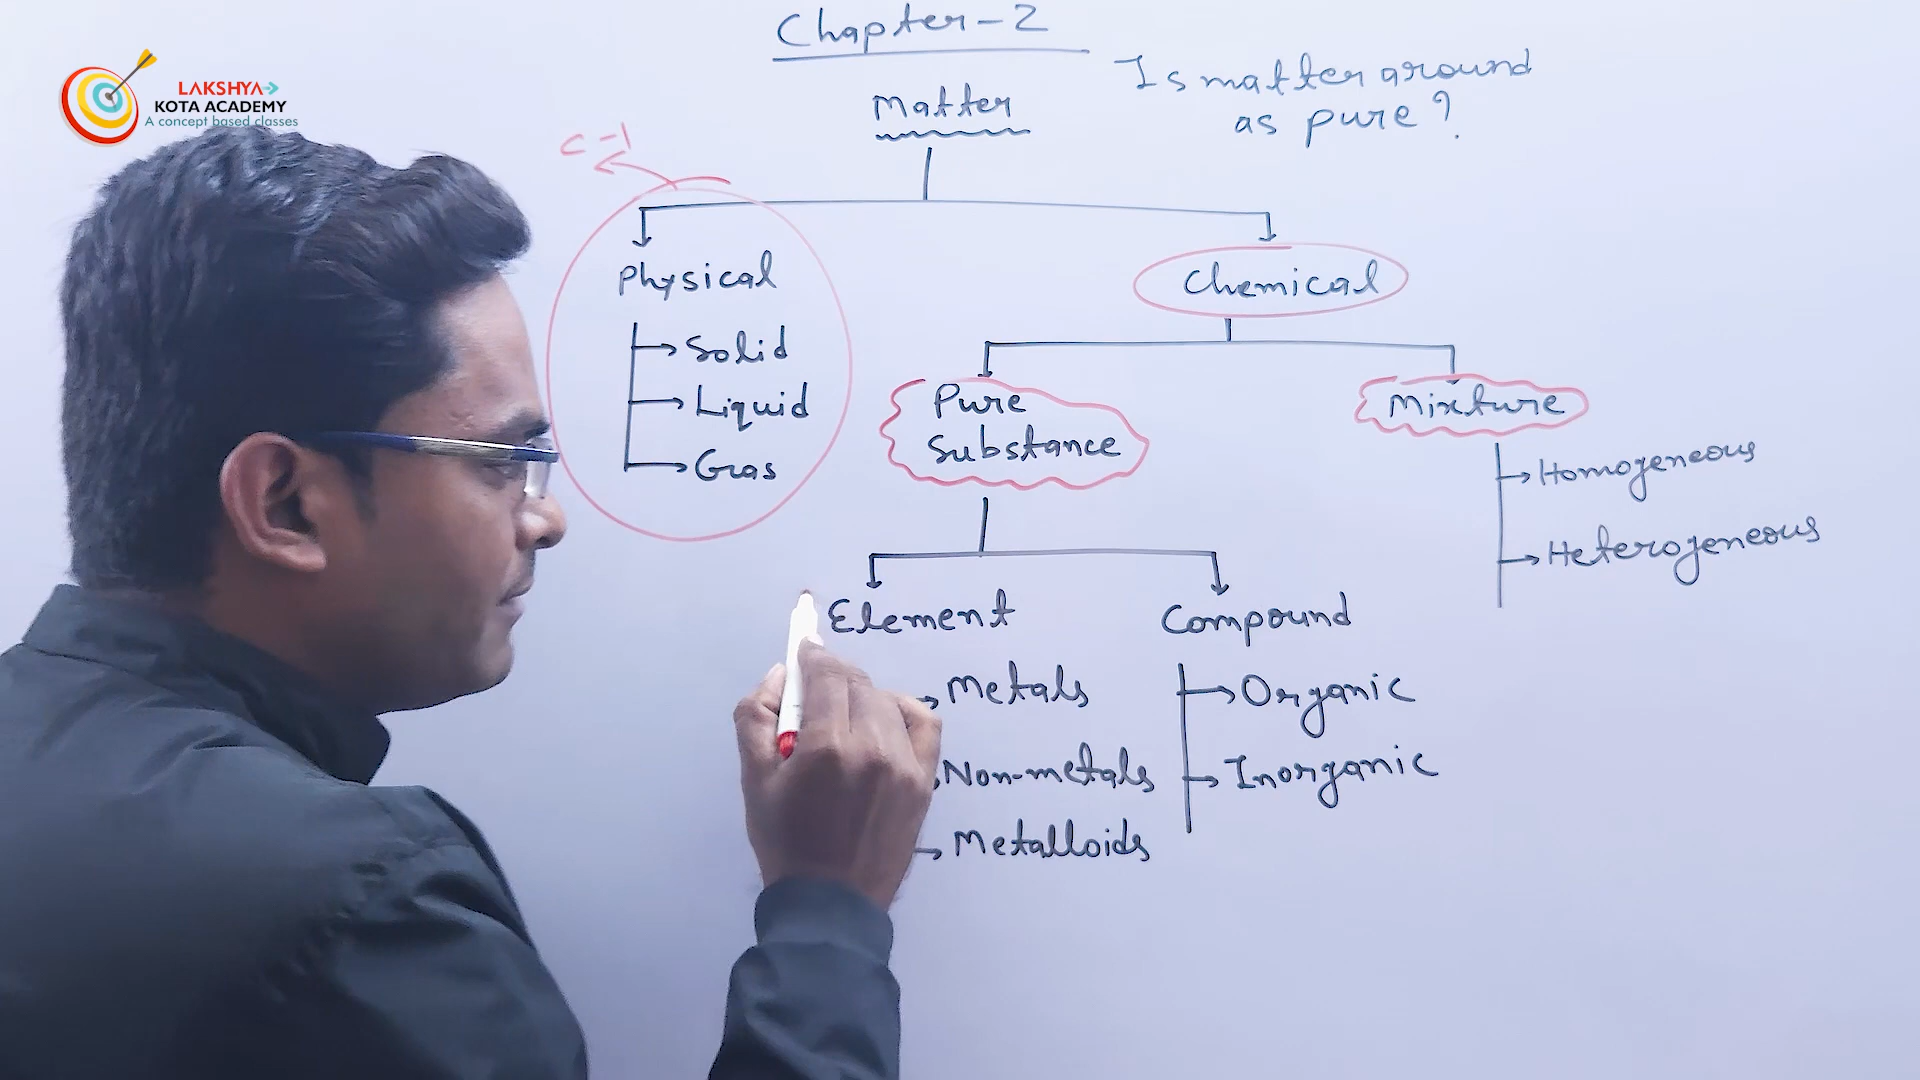 LAKSHYA
KOTA ACADEMY
A concept based classes
Chapter-2
Is matter around
as pure?
Matter
C-1
Physical
Solid
Liquid
Gas
Chemical
Pure
Substance
Mixture
Homogeneous
Heterogeneous
Element
Metals
Non-metals
Metalloids
Compound
Organic
Inorganic